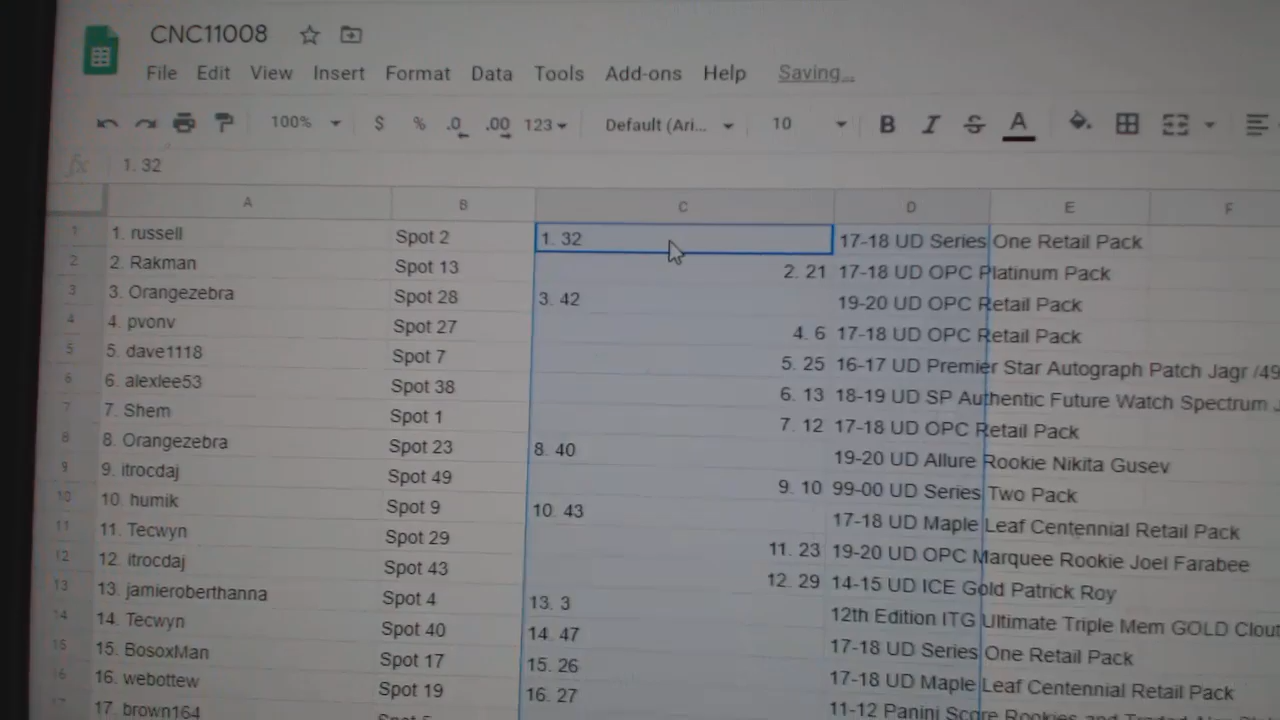 CNC11008
File Edit View Insert Format Data Tools Add-ons Help Saving...
100% $ % .0 .00 123 Default (Ari... 10 B I S A
fx 1. 32
A B C D E F
1 1. russell Spot 2 1. 32 17-18 UD Series One Retail Pack
2 2. Rakman Spot 13 2. 21 17-18 UD OPC Platinum Pack
3 3. Orangezebra Spot 28 3. 42 19-20 UD OPC Retail Pack
4 4. pvonv Spot 27 4. 6 17-18 UD OPC Retail Pack
5 5. dave1118 Spot 7 5. 25 16-17 UD Premier Star Autograph Patch Jagr /49
6 6. alexlee53 Spot 38 6. 13 18-19 UD SP Authentic Future Watch Spectrum
7 7. Shem Spot 1 7. 12 17-18 UD OPC Retail Pack
8 8. Orangezebra Spot 23 8. 40 19-20 UD Allure Rookie Nikita Gusev
9 9. itrocdaj Spot 49 9. 10 99-00 UD Series Two Pack
10 10. humik Spot 9 10. 43 17-18 UD Maple Leaf Centennial Retail Pack
11 11. Tecwyn Spot 29 11. 23 19-20 UD OPC Marquee Rookie Joel Farabee
12 12. itrocdaj Spot 43 12. 29 14-15 UD ICE Gold Patrick Roy
13 13. jamieroberthanna Spot 4 13. 3 12th Edition ITG Ultimate Triple Mem GOLD Clout
14 14. Tecwyn Spot 40 14. 47 17-18 UD Series One Retail Pack
15 15. BosoxMan Spot 17 15. 26 17-18 UD Maple Leaf Centennial Retail Pack
16 16. webottew Spot 19 16. 27 11-12 Panini Score Rookies and Traded
17. brown164